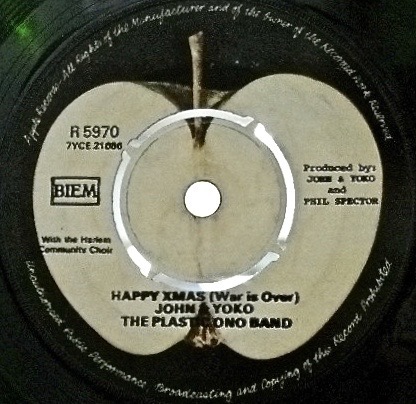 Apple Records. All Rights of the Manufacturer and of the Owner of the Recorded Work Reserved
R 5970
7YCE 21086
BIEM
Produced by:
JOHN & YOKO
and
PHIL SPECTOR
With the Harlem
Community Choir
HAPPY XMAS (War is Over)
JOHN & YOKO
THE PLASTIC ONO BAND
Unauthorised Public Performance. Broadcasting and Copying of this Record Prohibited